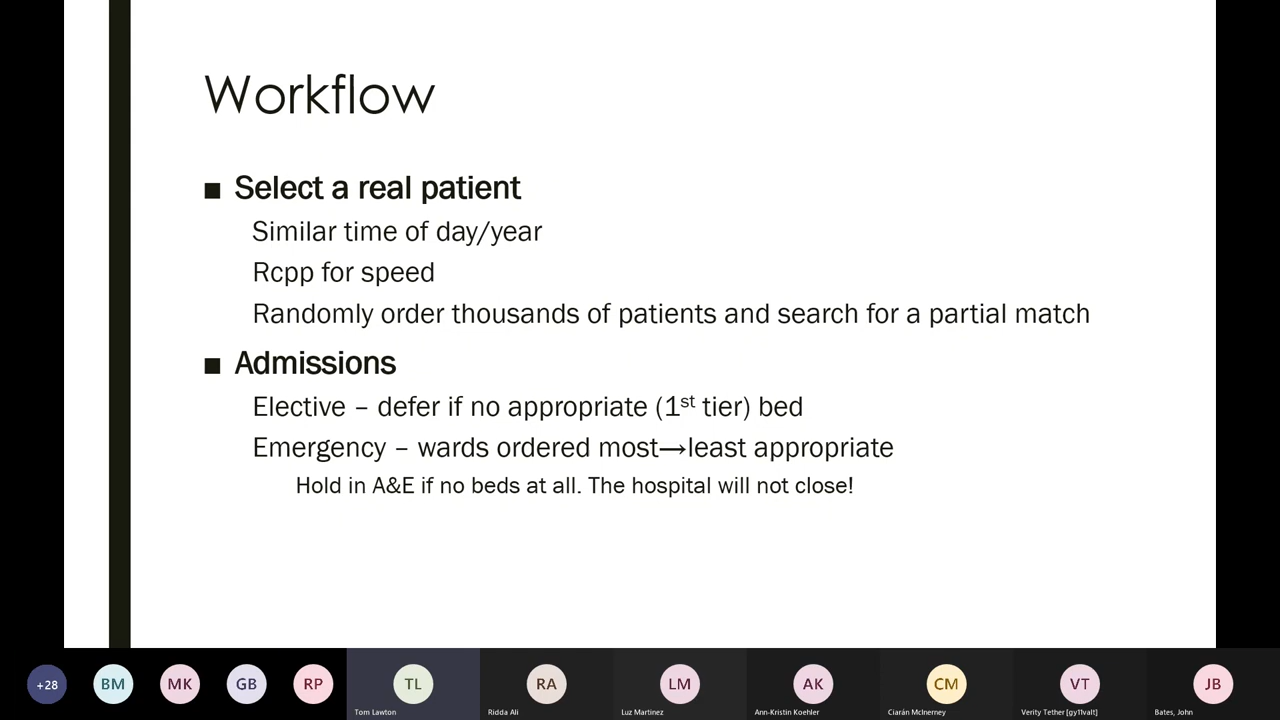 Workflow
■ Select a real patient
Similar time of day/year
Rcpp for speed
Randomly order thousands of patients and search for a partial match
■ Admissions
Elective – defer if no appropriate (1st tier) bed
Emergency – wards ordered most→least appropriate
Hold in A&E if no beds at all. The hospital will not close!
+28 BM MK GB RP TL RA LM AK CM VT JB
Tom Lawton Ridda Ali Luz Martinez Ann-Kristin Koehler Ciarán McInerney Verity Tether [gy11valt] Bates, John